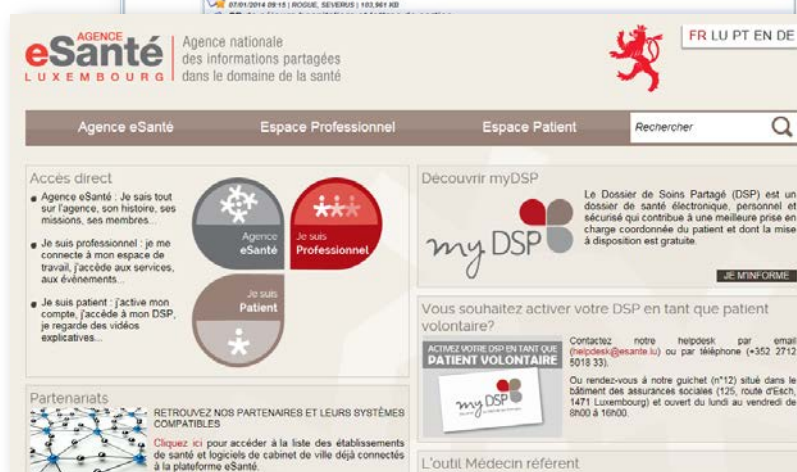 07/01/2014 09:15 | ROGUE, SEVERUS | 103,961 KB
AGENCE
eSanté
LUXEMBOURG
Agence nationale
des informations partagées
dans le domaine de la santé
FR LU PT EN DE
Agence eSanté
Espace Professionnel
Espace Patient
Rechercher
Accès direct
Agence eSanté : Je sais tout
sur l'agence, son histoire, ses
missions, ses membres...
Je suis professionnel : je me
connecte à mon espace de
travail, j'accède aux services,
aux événements...
Je suis patient : j'active mon
compte, j'accède à mon DSP,
je regarde des vidéos
explicatives...
Agence
eSanté
Je suis
Professionnel
Je suis
Patient
Découvrir myDSP
my DSP
Le Dossier de Soins Partagé (DSP) est un
dossier de santé électronique, personnel et
sécurisé qui contribue à une meilleure prise en
charge coordonnée du patient et dont la mise
à disposition est gratuite.
JE M'INFORME
Vous souhaitez activer votre DSP en tant que patient
volontaire?
ACTIVEZ VOTRE DSP EN TANT QUE
PATIENT VOLONTAIRE
my DSP
Contactez notre helpdesk par email
(helpdesk@esante.lu) ou par téléphone (+352 2712
5018 33).
Ou rendez-vous à notre guichet (n°12) situé dans le
bâtiment des assurances sociales (125, route d'Esch,
1471 Luxembourg) et ouvert du lundi au vendredi de
8h00 à 16h00.
Partenariats
RETROUVEZ NOS PARTENAIRES ET LEURS SYSTÈMES
COMPATIBLES
Cliquez ici pour accéder à la liste des établissements
de santé et logiciels de cabinet de ville déjà connectés
à la plateforme eSanté.
L'outil Médecin référent